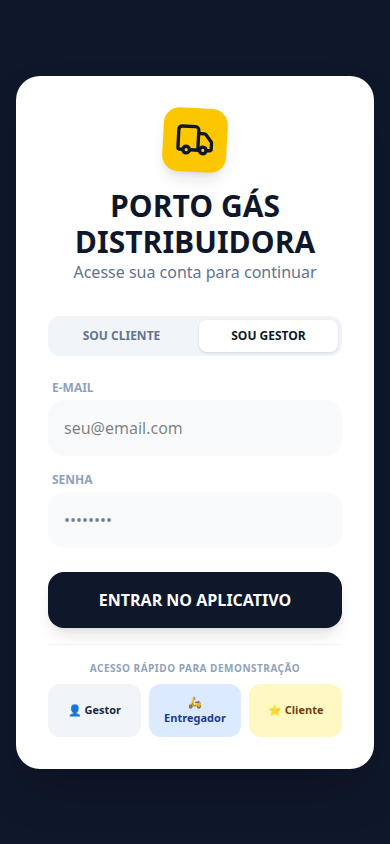 PORTO GÁS
DISTRIBUIDORA
Acesse sua conta para continuar
SOU CLIENTE
SOU GESTOR
E-MAIL
seu@email.com
SENHA
••••••••
ENTRAR NO APLICATIVO
ACESSO RÁPIDO PARA DEMONSTRAÇÃO
👤 Gestor
🛵
Entregador
⭐ Cliente